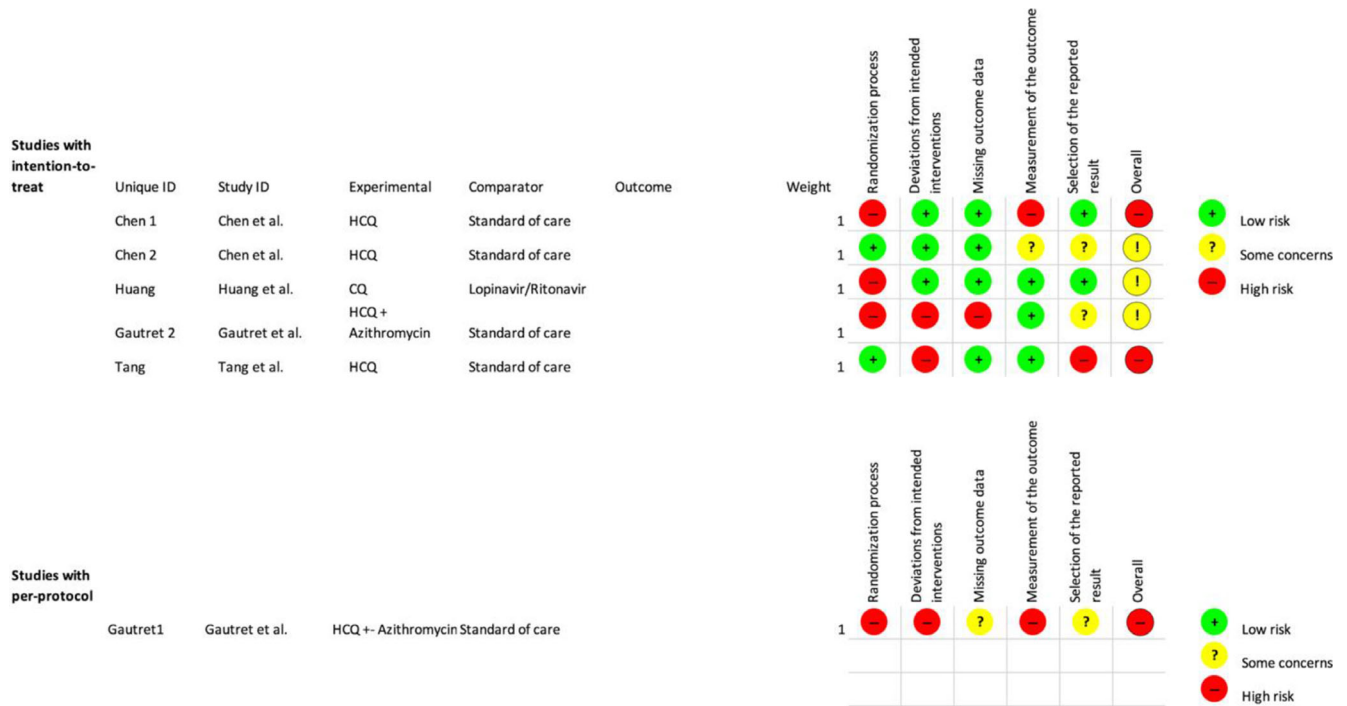 Randomization process
Deviations from intended
interventions
Missing outcome data
Measurement of the outcome
Selection of the reported
result
Overall
Studies with
intention-to-
treat Unique ID Study ID Experimental Comparator Outcome Weight
Chen 1 Chen et al. HCQ Standard of care 1 − + + − + − + Low risk
Chen 2 Chen et al. HCQ Standard of care 1 + + + ? ? ! ? Some concerns
Huang Huang et al. CQ Lopinavir/Ritonavir 1 − + + + + ! − High risk
HCQ +
Gautret 2 Gautret et al. Azithromycin Standard of care 1 − − − + ? !
Tang Tang et al. HCQ Standard of care 1 + − + + − −
Randomization process
Deviations from intended
interventions
Missing outcome data
Measurement of the outcome
Selection of the reported
result
Overall
Studies with
per-protocol
Gautret1 Gautret et al. HCQ +- Azithromycin Standard of care 1 − − ? − ? − + Low risk
? Some concerns
− High risk